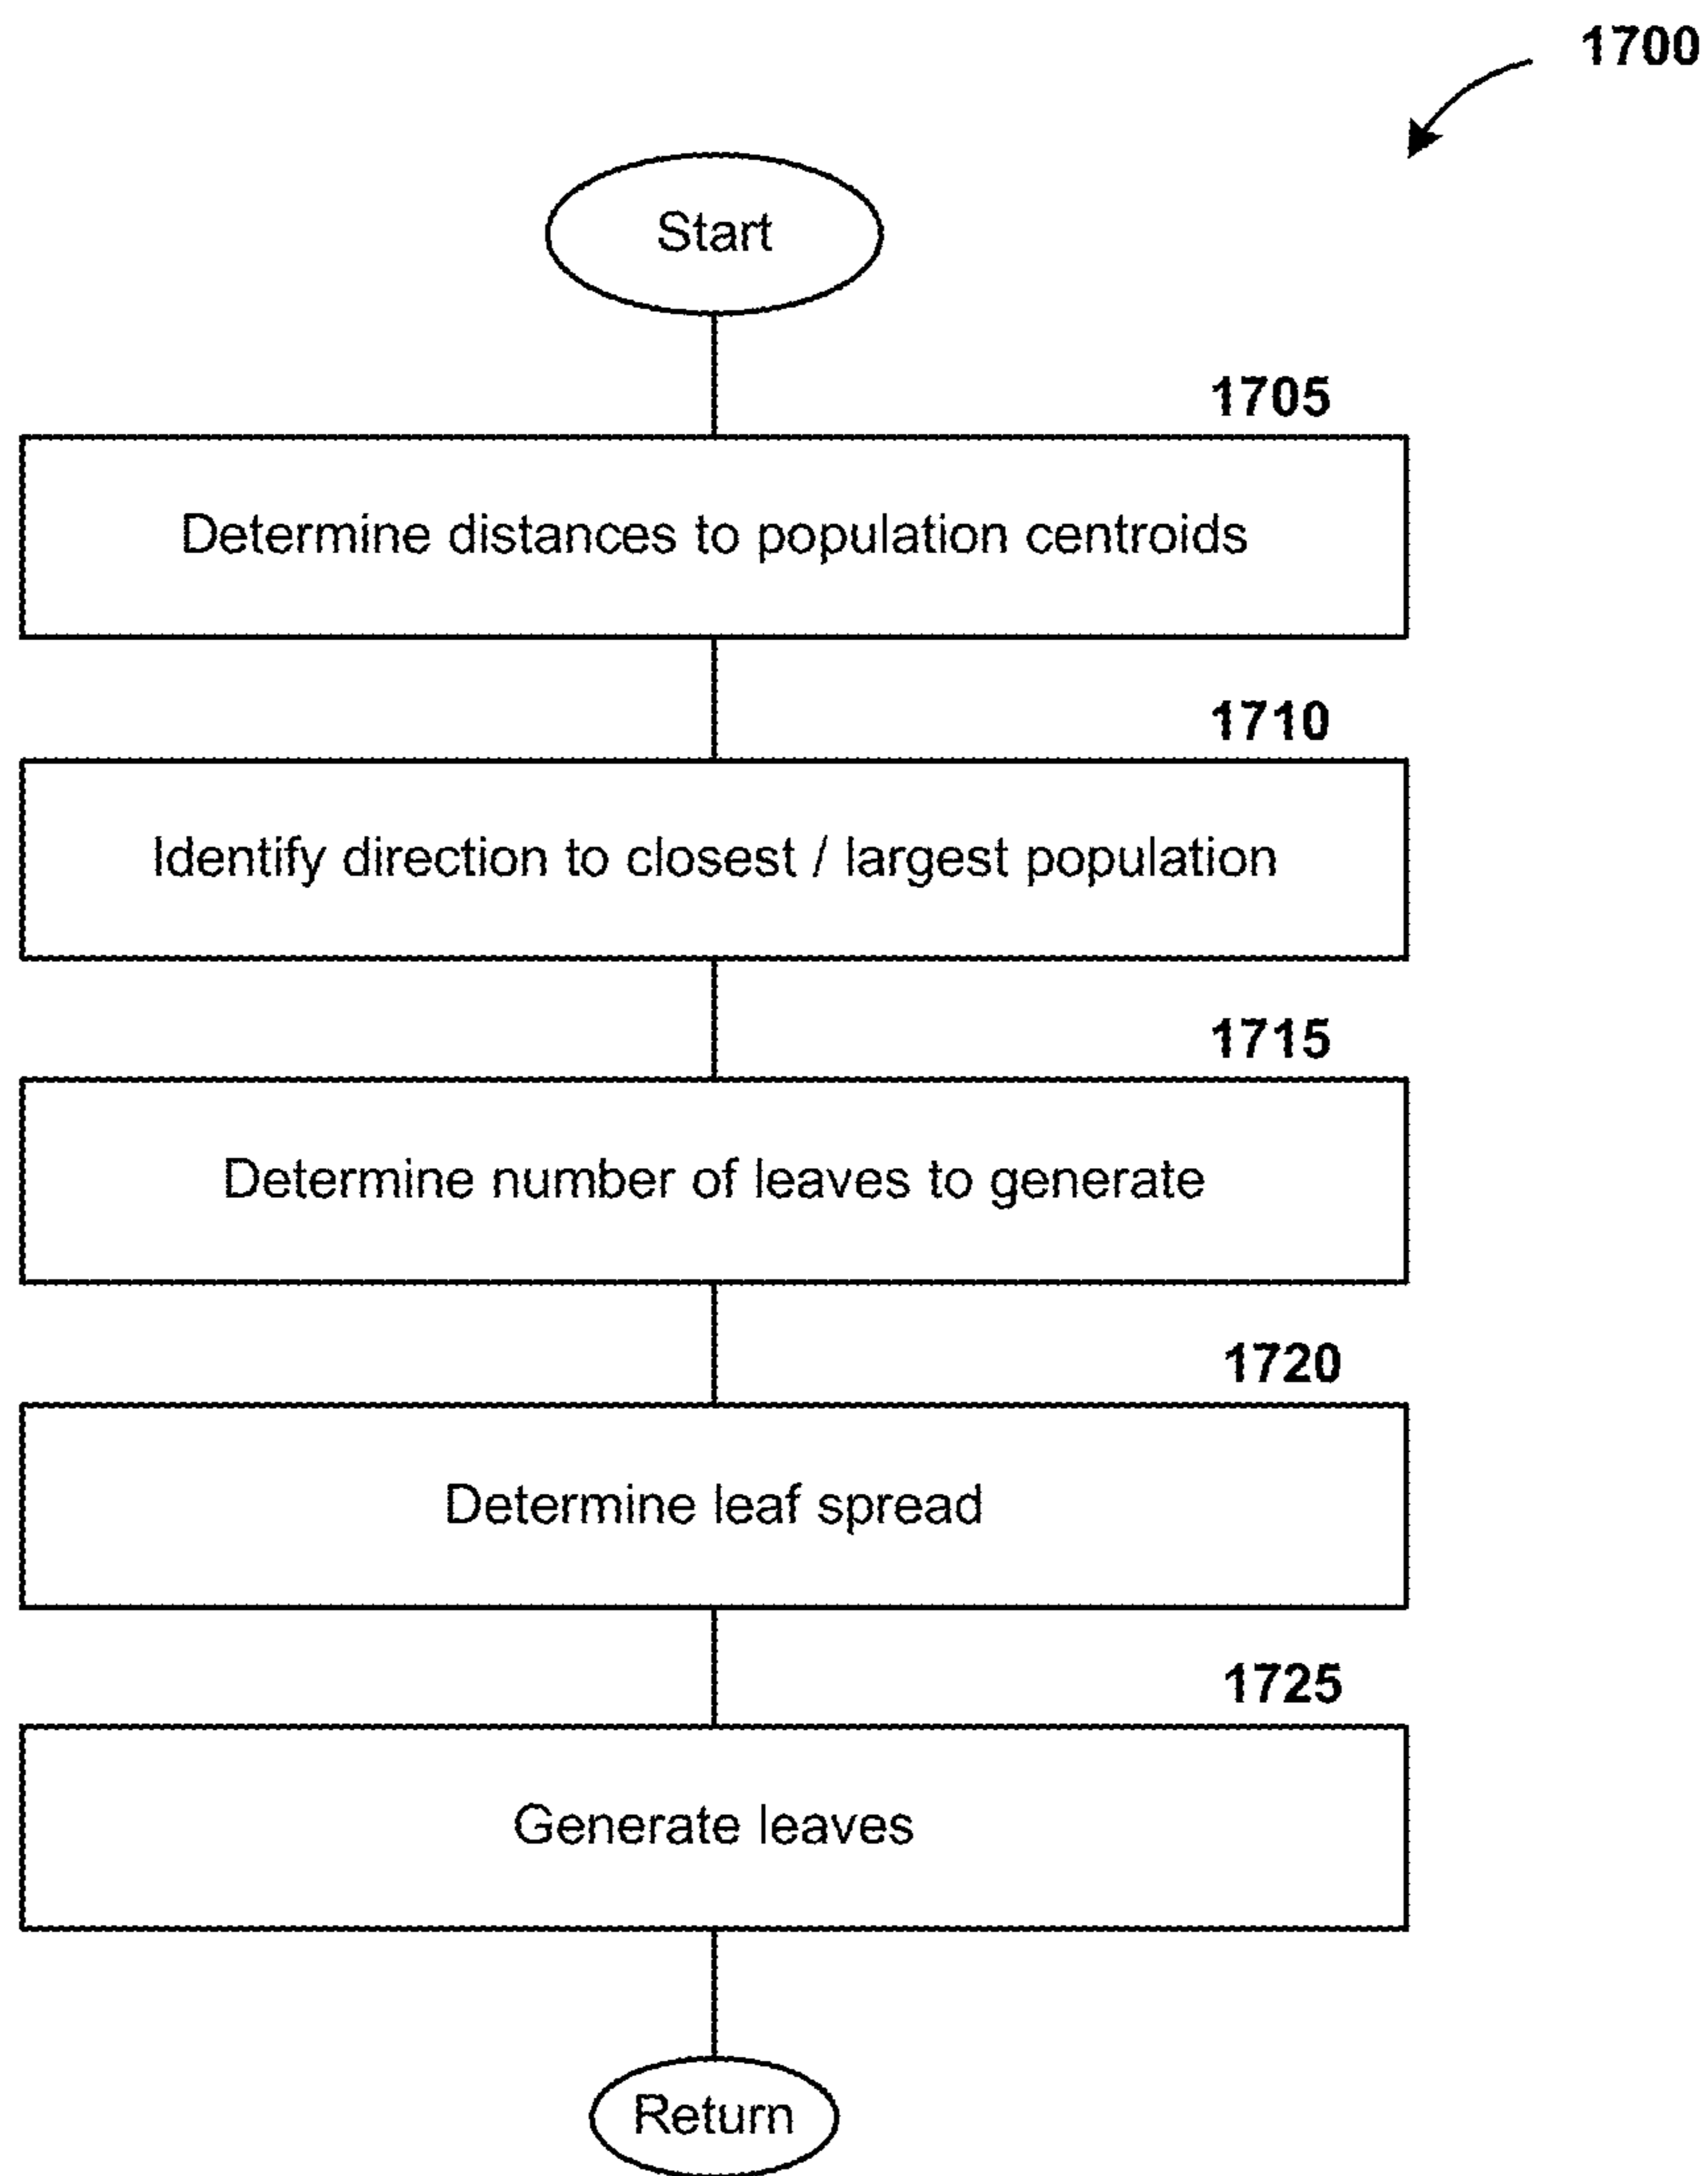 1700
Start
1705
Determine distances to population centroids
1710
Identify direction to closest / largest population
1715
Determine number of leaves to generate
1720
Determine leaf spread
1725
Generate leaves
Return